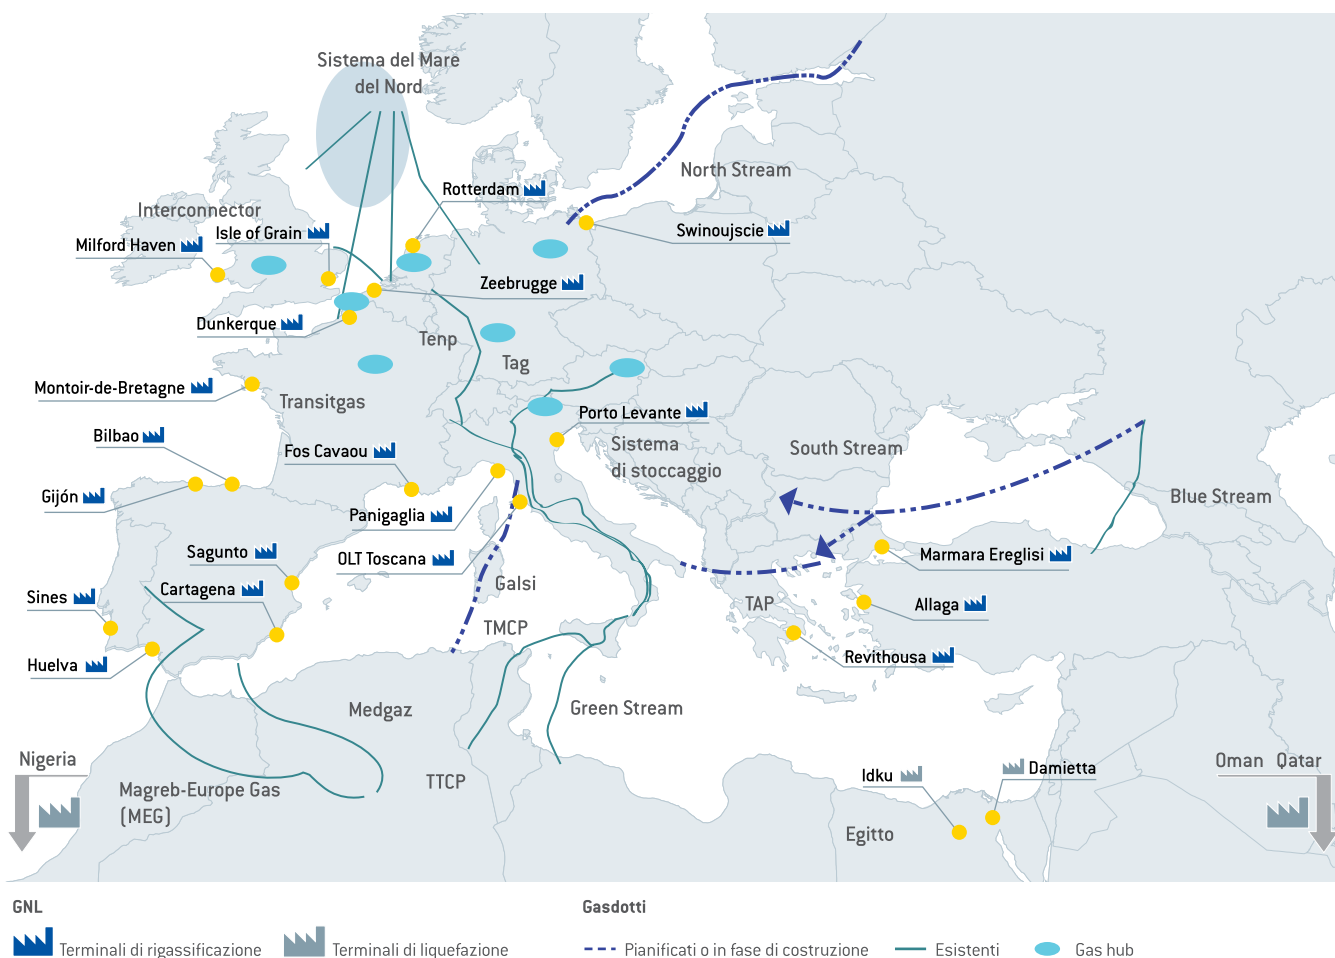 Sistema del Mare
del Nord
North Stream
Rotterdam
Interconnector
Isle of Grain
Milford Haven
Swinoujscie
Zeebrugge
Dunkerque
Tenp
Tag
Montoir-de-Bretagne
Transitgas
Porto Levante
Bilbao
Fos Cavaou
Sistema
di stoccaggio
South Stream
Gijón
Panigaglia
Blue Stream
Sagunto
OLT Toscana
Marmara Ereglisi
Cartagena
Galsi
Sines
TAP
Allaga
TMCP
Huelva
Revithousa
Medgaz
Green Stream
Nigeria
Oman Qatar
Magreb-Europe Gas
(MEG)
TTCP
Idku
Damietta
Egitto
GNL
Gasdotti
Terminali di rigassificazione
Terminali di liquefazione
Pianificati o in fase di costruzione
Esistenti
Gas hub